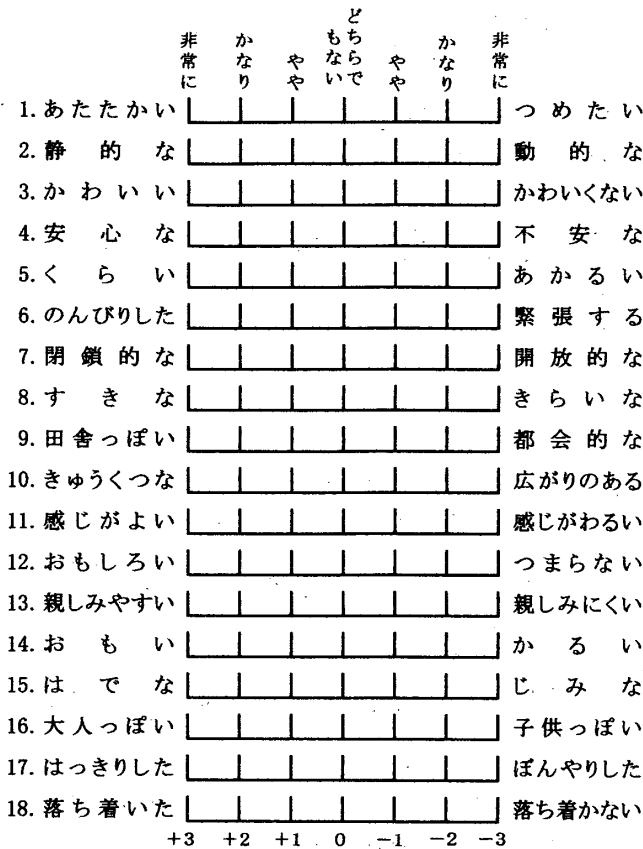 非常に かなり やや どちらでもない やや かなり 非常に
1. あたたかい つめたい
2. 静的な 動的な
3. かわいい かわいくない
4. 安心な 不安な
5. くらい あかるい
6. のんびりした 緊張する
7. 閉鎖的な 開放的な
8. すきな きらいな
9. 田舎っぽい 都会的な
10. きゅうくつな 広がりのある
11. 感じがよい 感じがわるい
12. おもしろい つまらない
13. 親しみやすい 親しみにくい
14. おもい かるい
15. はでな じみな
16. 大人っぽい 子供っぽい
17. はっきりした ぼんやりした
18. 落ち着いた 落ち着かない
+3 +2 +1 0 −1 −2 −3